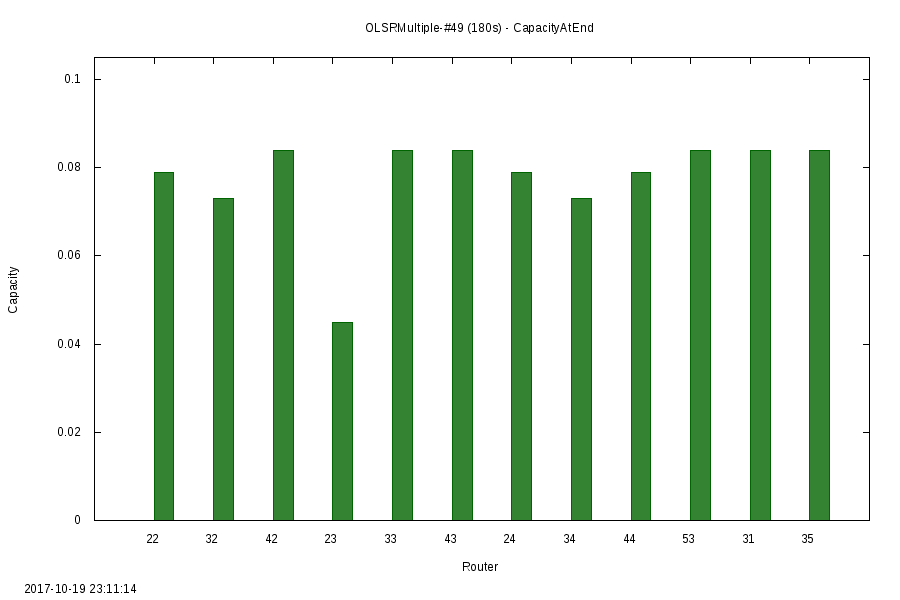 OLSRMultiple-#49 (180s) - CapacityAtEnd
0.1
0.08
0.06
0.04
0.02
0
Capacity
22 32 42 23 33 43 24 34 44 53 31 35
Router
2017-10-19 23:11:14